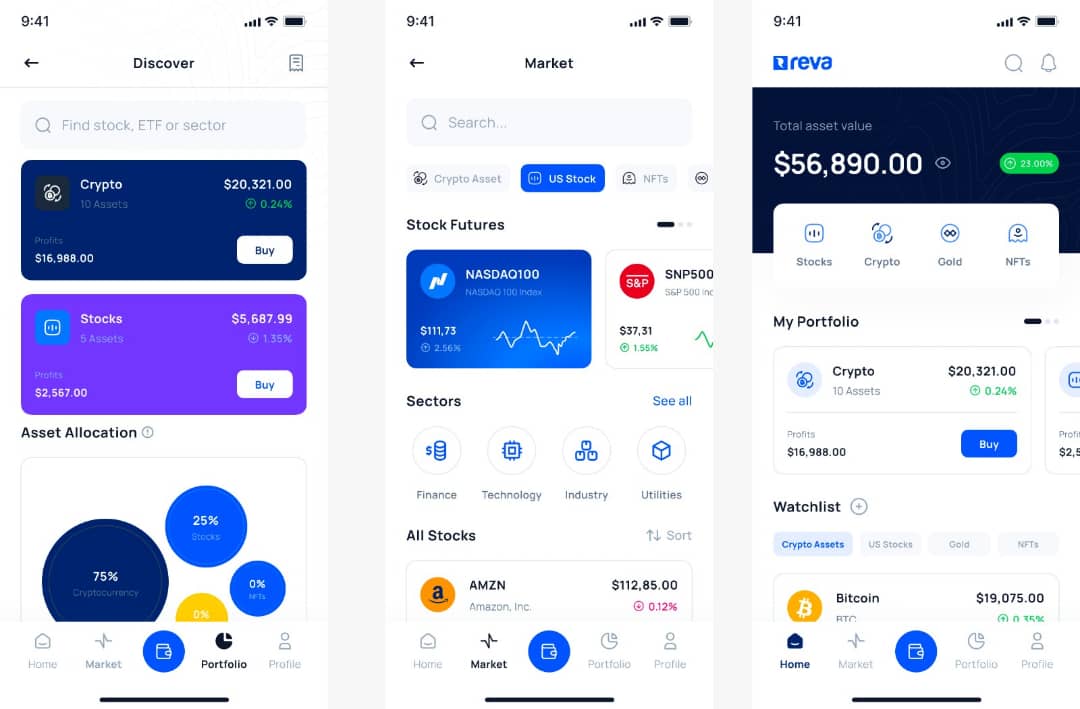 9:41
Discover
Find stock, ETF or sector
Crypto
$20,321.00
10 Assets
0.24%
Profits
$16,988.00
Buy
Stocks
$5,687.99
5 Assets
1.35%
Profits
$2,567.00
Buy
Asset Allocation
25%
Stocks
75%
Cryptocurrency
0%
NFTs
0%
Home
Market
Portfolio
Profile
9:41
Market
Search...
Crypto Asset
US Stock
NFTs
Stock Futures
NASDAQ100
NASDAQ 100 Index
$111,73
2.56%
S&P
SNP500
S&P 500 Inc
$37,31
1.55%
Sectors
See all
Finance
Technology
Industry
Utilities
All Stocks
Sort
a
AMZN
$112,85.00
Amazon, Inc.
0.12%
Home
Market
Portfolio
Profile
9:41
reva
Total asset value
$56,890.00
23.00%
Stocks
Crypto
Gold
NFTs
My Portfolio
Crypto
$20,321.00
10 Assets
0.24%
Profits
$16,988.00
Buy
Profi
$2,5
Watchlist
Crypto Assets
US Stocks
Gold
NFTs
Bitcoin
$19,075.00
BTC
0.35%
Home
Market
Portfolio
Profile